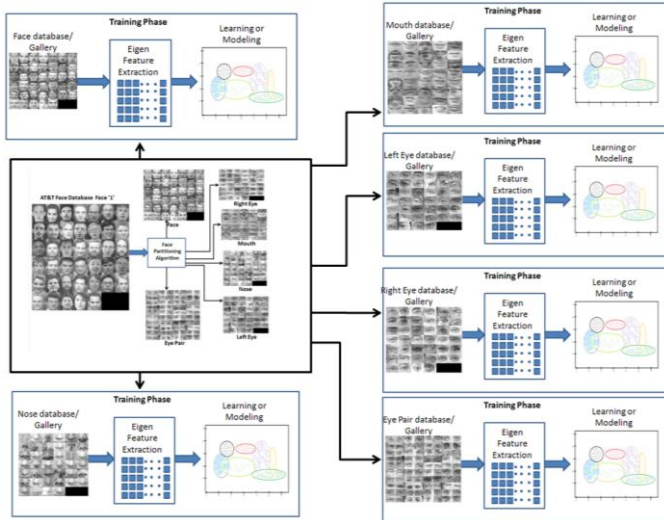 Training Phase
Face database/
Gallery
Eigen
Feature
Extraction
Learning or
Modeling
AT&T Face Database Face '1'
Face
Partitioning
Algorithm
Face
Right Eye
Mouth
Nose
Left Eye
Eye Pair
Training Phase
Nose database/
Gallery
Eigen
Feature
Extraction
Learning or
Modeling
Training Phase
Mouth database/
Gallery
Eigen
Feature
Extraction
Learning or
Modeling
Training Phase
Left Eye database/
Gallery
Eigen
Feature
Extraction
Learning or
Modeling
Training Phase
Right Eye database/
Gallery
Eigen
Feature
Extraction
Learning or
Modeling
Training Phase
Eye Pair database/
Gallery
Eigen
Feature
Extraction
Learning or
Modeling